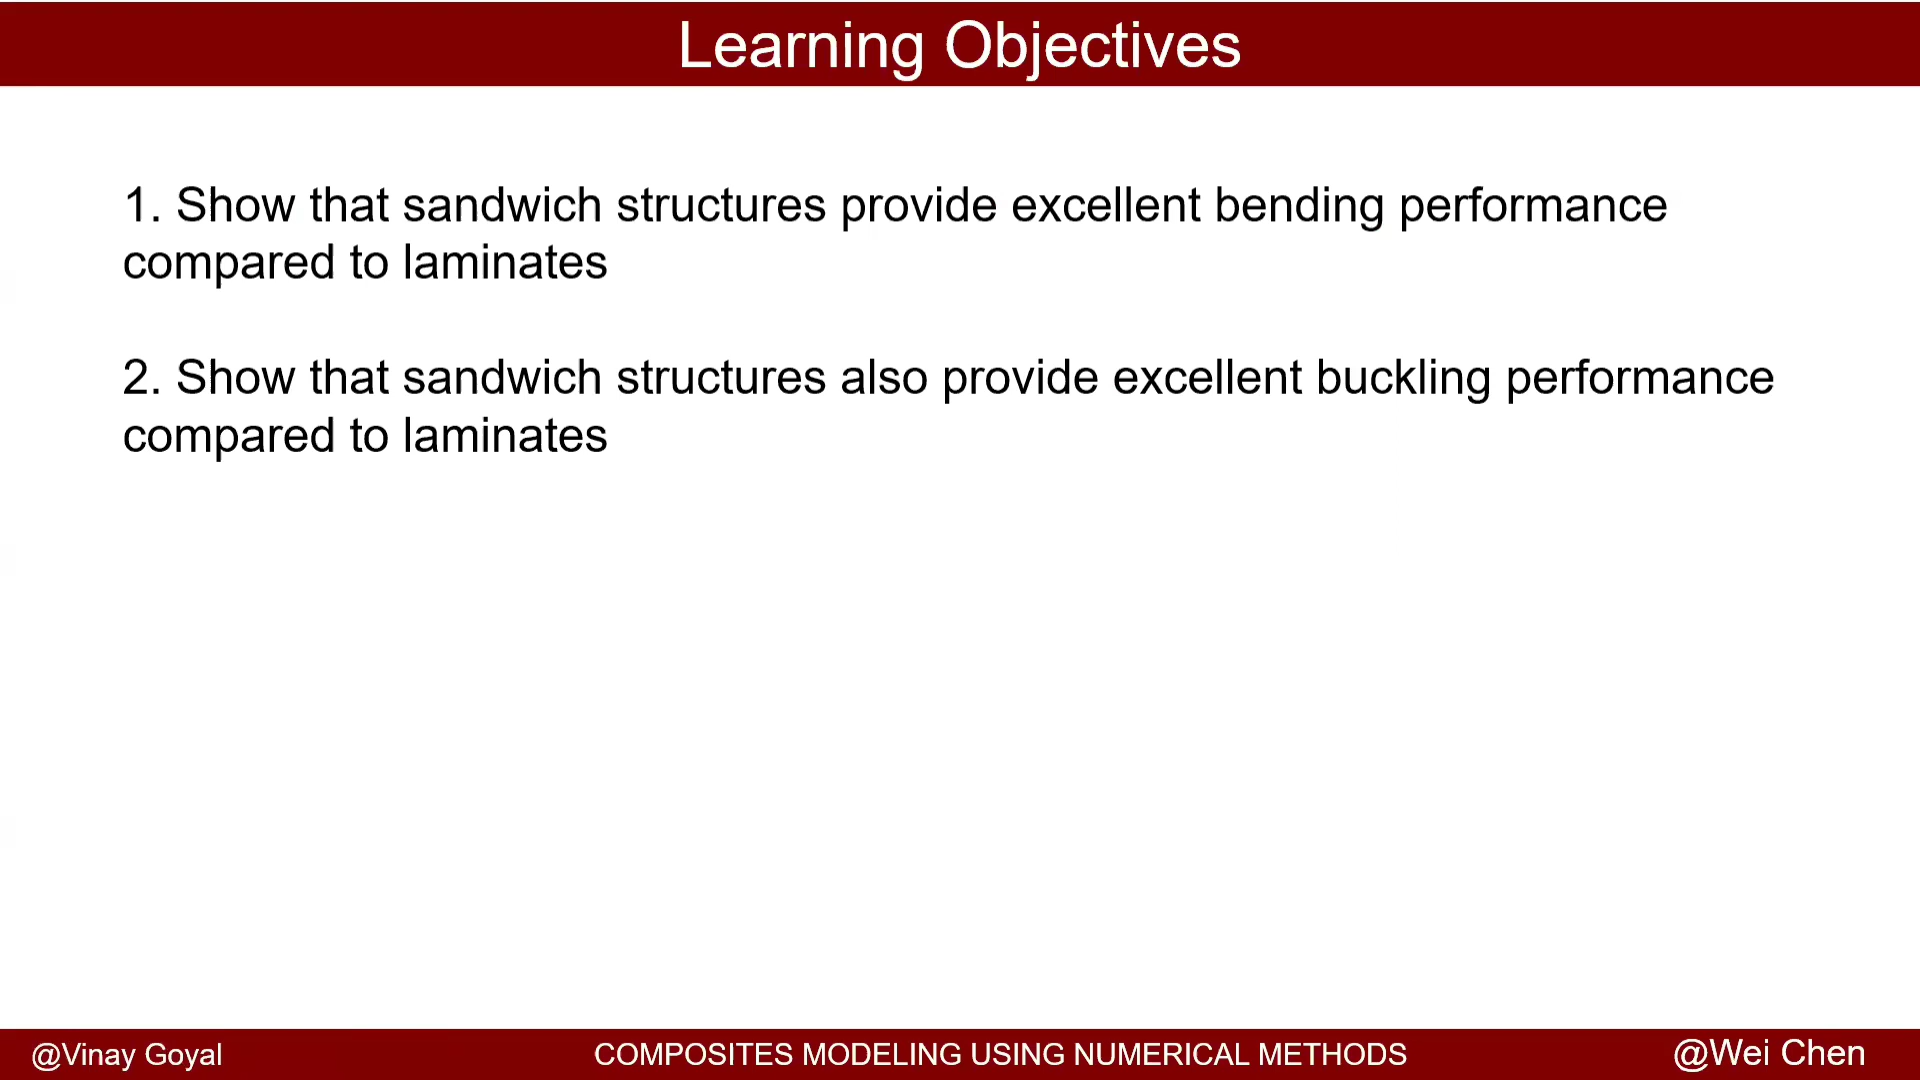 Learning Objectives
1. Show that sandwich structures provide excellent bending performance
compared to laminates
2. Show that sandwich structures also provide excellent buckling performance
compared to laminates
@Vinay Goyal
COMPOSITES MODELING USING NUMERICAL METHODS
@Wei Chen